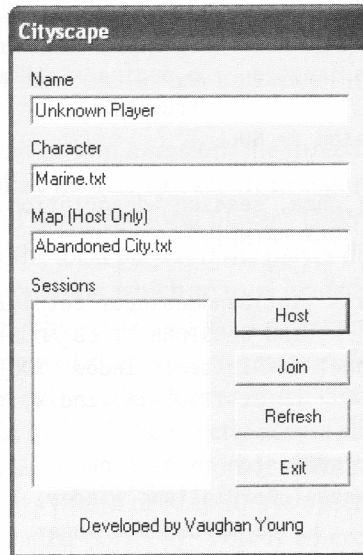 Cityscape
Name
Unknown Player
Character
Marine.txt
Map (Host Only)
Abandoned City.txt
Sessions
Host
Join
Refresh
Exit
Developed by Vaughan Young